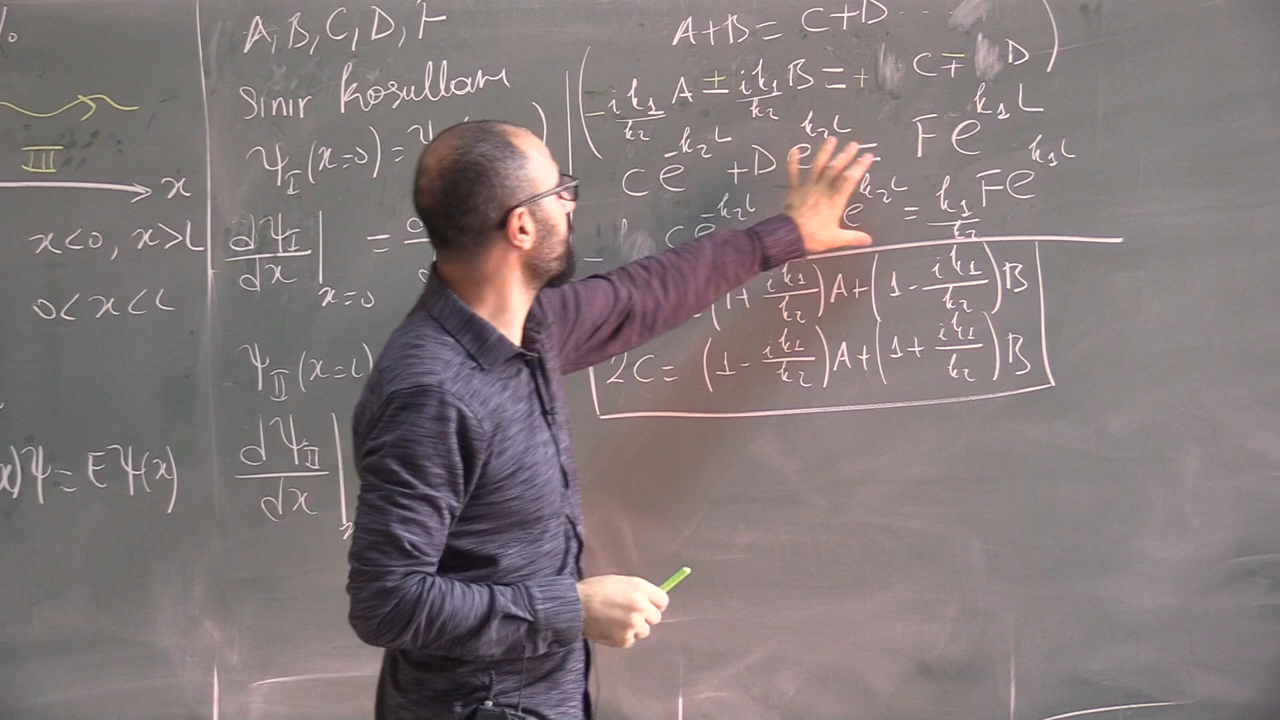 %
III
x
x<0, x>L
0<x<L
x)Ψ=EΨ(x)
A, B, C, D, F
Sınır koşulları
Ψ_I(x=0)=Ψ
dΨ_I/dx |x=0 =
Ψ_II(x=L)
dΨ_II/dx |
A+B= C+D
-ik₁/k₂ A ± ik₁/k₂ B = + C∓ D
Ce^-k₂L +De^k₂L = Fe^k₁L
- Ce^-k₂L e^k₂L = k₁/k₂ Fe^k₁L
(1+ ik₁/k₂)A+(1- ik₁/k₂)B
2C= (1- ik₁/k₂)A+(1+ ik₁/k₂)B